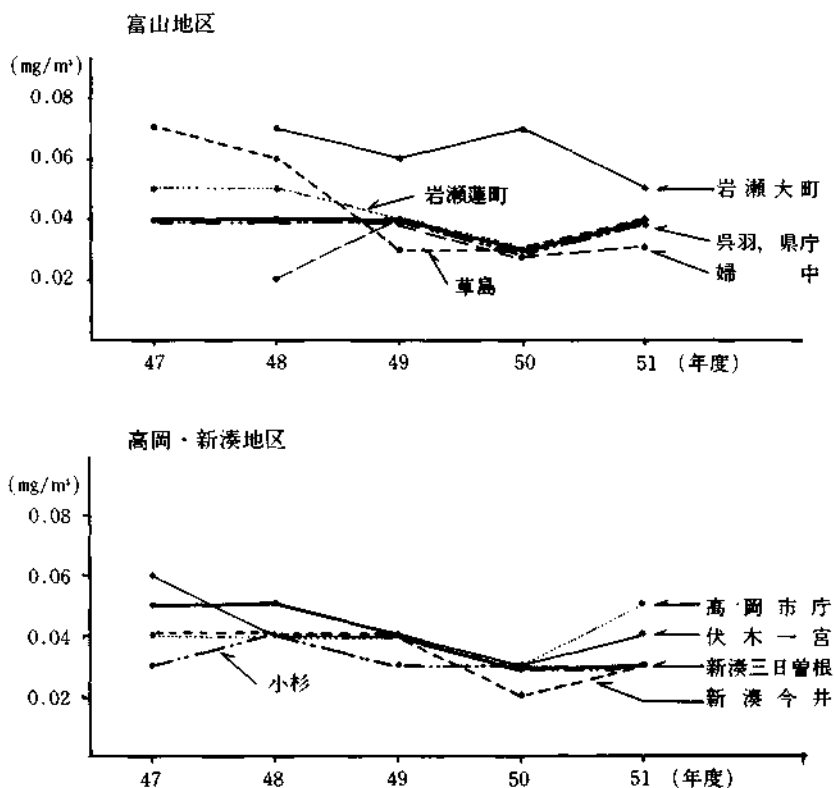 富山地区
(mg/m³)
0.08
0.06
0.04
0.02
岩瀬蓮町
草島
岩瀬大町
呉羽, 県庁
婦中
47 48 49 50 51 (年度)
高岡・新湊地区
(mg/m³)
0.08
0.06
0.04
0.02
小杉
高岡市庁
伏木一宮
新湊三日曽根
新湊今井
47 48 49 50 51 (年度)